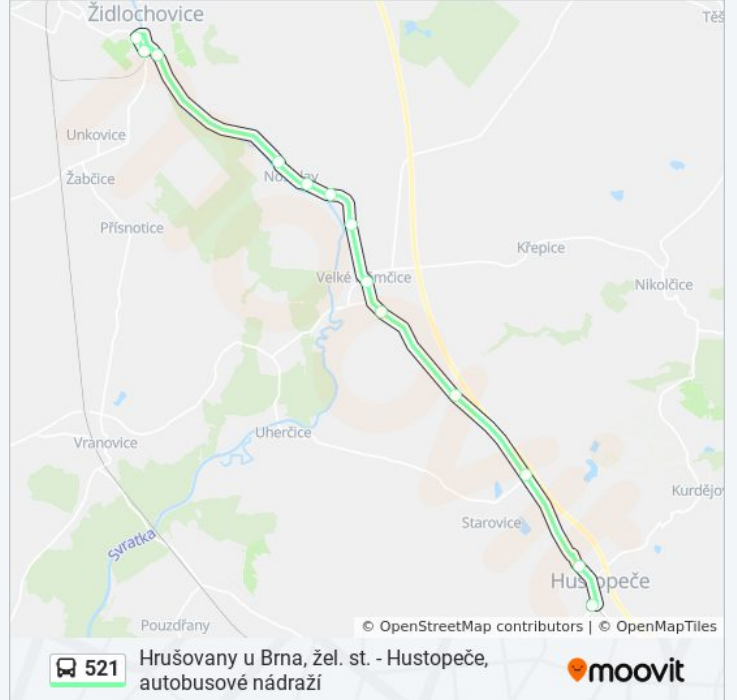 Židlochovice
Těš
Unkovice
Žabčice
Přísnotice
Křepice
Velké
mčice
Nikolčice
Uherčice
Vranovice
Kurdějo
Starovice
Svratka
Hustopeče
Pouzdřany
© OpenStreetMap contributors | © OpenMapTiles
521
Hrušovany u Brna, žel. st. - Hustopeče,
autobusové nádraží
moovit